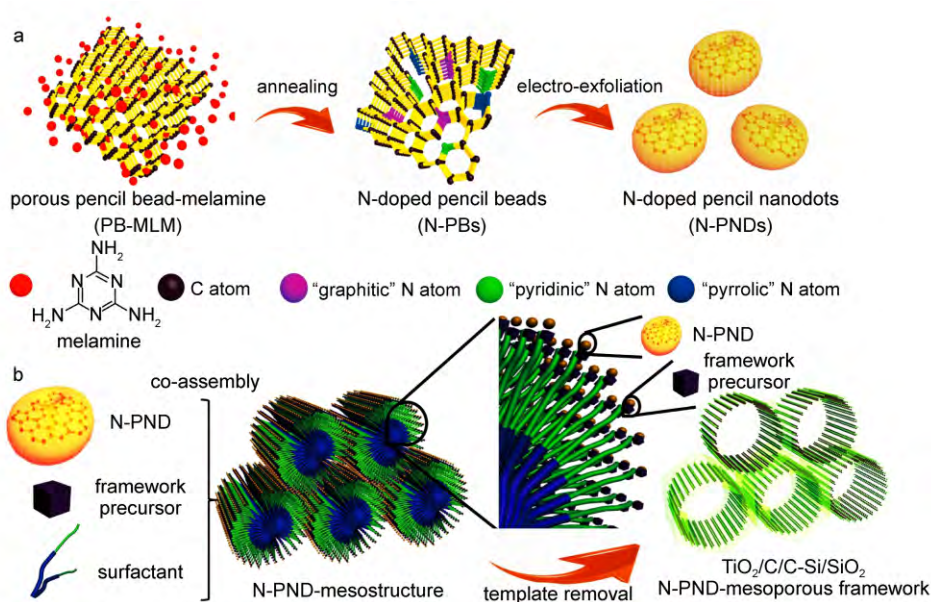 a
annealing
electro-exfoliation
porous pencil bead-melamine
(PB-MLM)
N-doped pencil beads
(N-PBs)
N-doped pencil nanodots
(N-PNDs)
NH₂
N N
N
H₂N NH₂
melamine
C atom
"graphitic" N atom
"pyridinic" N atom
"pyrrolic" N atom
b
co-assembly
N-PND
framework
precursor
surfactant
N-PND-mesostructure
N-PND
framework
precursor
template removal
TiO₂/C/C-Si/SiO₂
N-PND-mesoporous framework